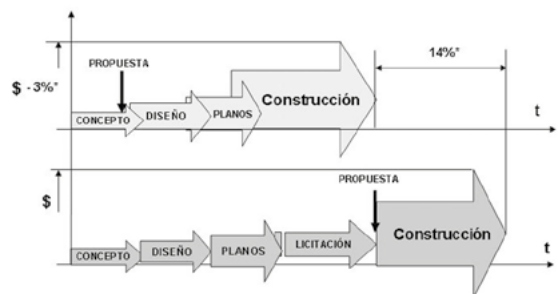 PROPUESTA
14%*
$ -3%*
CONCEPTO
DISEÑO
PLANOS
Construcción
t
$
PROPUESTA
CONCEPTO
DISEÑO
PLANOS
LICITACIÓN
Construcción
t